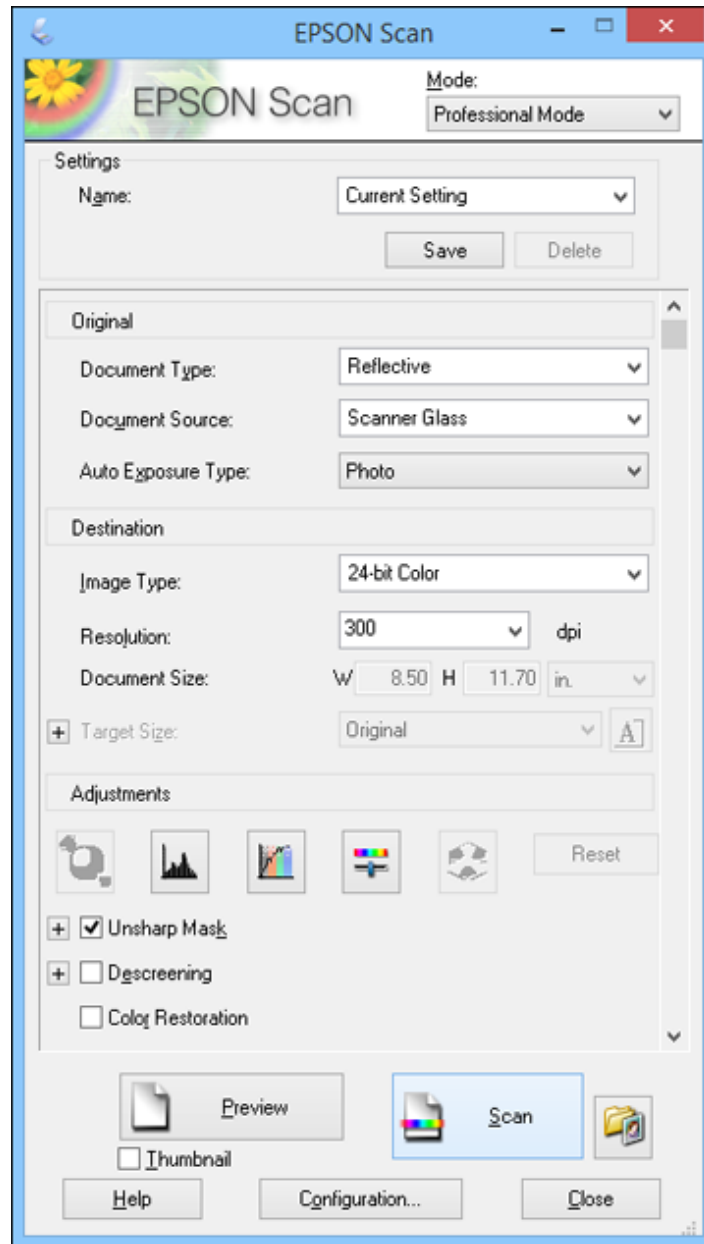 EPSON Scan
EPSON Scan
Mode:
Professional Mode
Settings
Name: Current Setting
Save Delete
Original
Document Type: Reflective
Document Source: Scanner Glass
Auto Exposure Type: Photo
Destination
Image Type: 24-bit Color
Resolution: 300 dpi
Document Size: W 8.50 H 11.70 in.
+ Target Size: Original A
Adjustments
Reset
+ Unsharp Mask
+ Descreening
Color Restoration
Preview Scan
Thumbnail
Help Configuration... Close